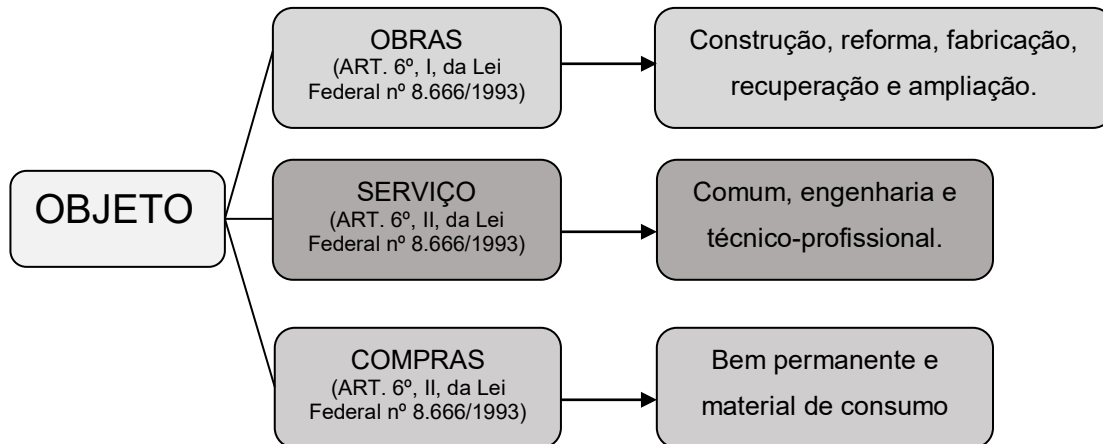 OBJETO
OBRAS
(ART. 6º, I, da Lei
Federal nº 8.666/1993)
Construção, reforma, fabricação,
recuperação e ampliação.
SERVIÇO
(ART. 6º, II, da Lei
Federal nº 8.666/1993)
Comum, engenharia e
técnico-profissional.
COMPRAS
(ART. 6º, II, da Lei
Federal nº 8.666/1993)
Bem permanente e
material de consumo